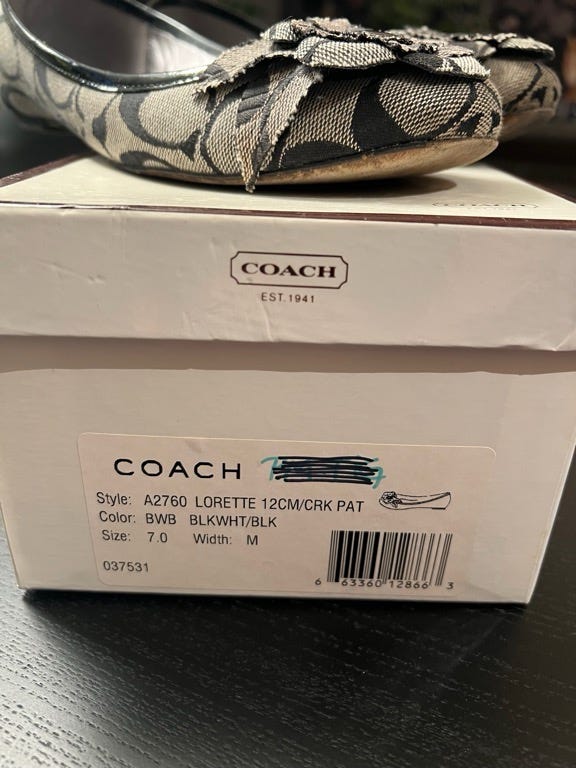 COACH
EST. 1941
COACH
Style: A2760 LORETTE 12CM/CRK PAT
Color: BWB BLKWHT/BLK
Size: 7.0 Width: M
037531
6 63360 12866 3